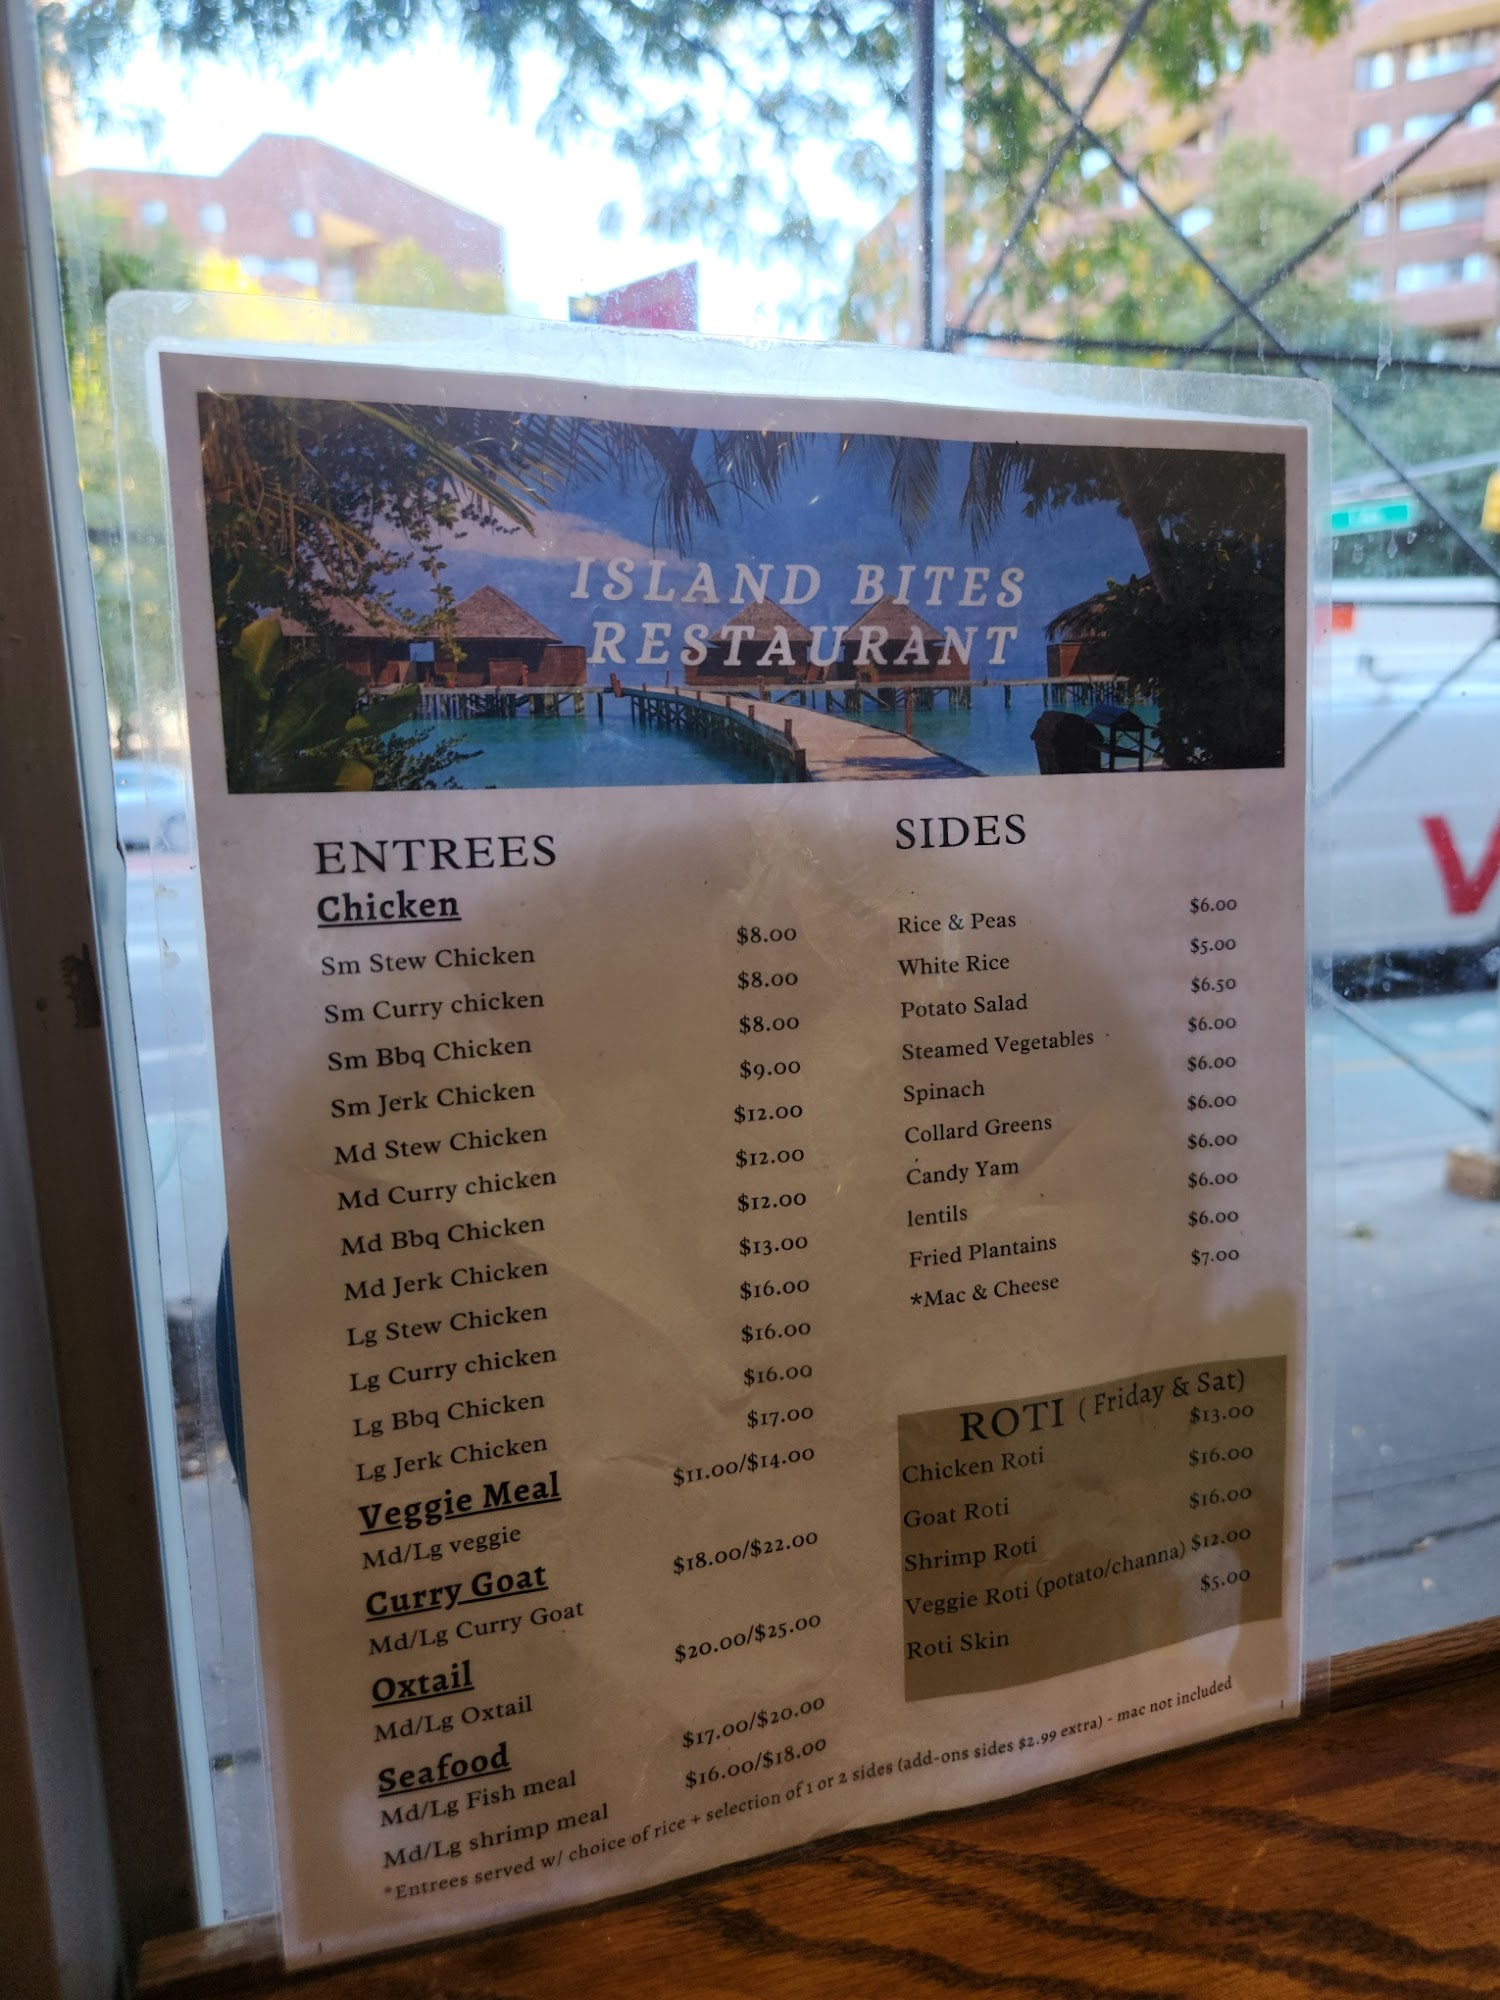 ISLAND BITES
RESTAURANT
ENTREES
Chicken
Sm Stew Chicken $8.00
Sm Curry chicken $8.00
Sm Bbq Chicken $8.00
Sm Jerk Chicken $9.00
Md Stew Chicken $12.00
Md Curry chicken $12.00
Md Bbq Chicken $12.00
Md Jerk Chicken $13.00
Lg Stew Chicken $16.00
Lg Curry chicken $16.00
Lg Bbq Chicken $16.00
Lg Jerk Chicken $17.00
Veggie Meal
Md/Lg veggie $11.00/$14.00
Curry Goat
Md/Lg Curry Goat $18.00/$22.00
Oxtail
Md/Lg Oxtail $20.00/$25.00
Seafood
Md/Lg Fish meal $17.00/$20.00
Md/Lg shrimp meal $16.00/$18.00
SIDES
Rice & Peas $6.00
White Rice $5.00
Potato Salad $6.50
Steamed Vegetables $6.00
Spinach $6.00
Collard Greens $6.00
Candy Yam $6.00
lentils $6.00
Fried Plantains $6.00
*Mac & Cheese $7.00
ROTI ( Friday & Sat)
Chicken Roti $13.00
Goat Roti $16.00
Shrimp Roti $16.00
Veggie Roti (potato/channa) $12.00
Roti Skin $5.00
*Entrees served w/ choice of rice + selection of 1 or 2 sides (add-ons sides $2.99 extra) - mac not included